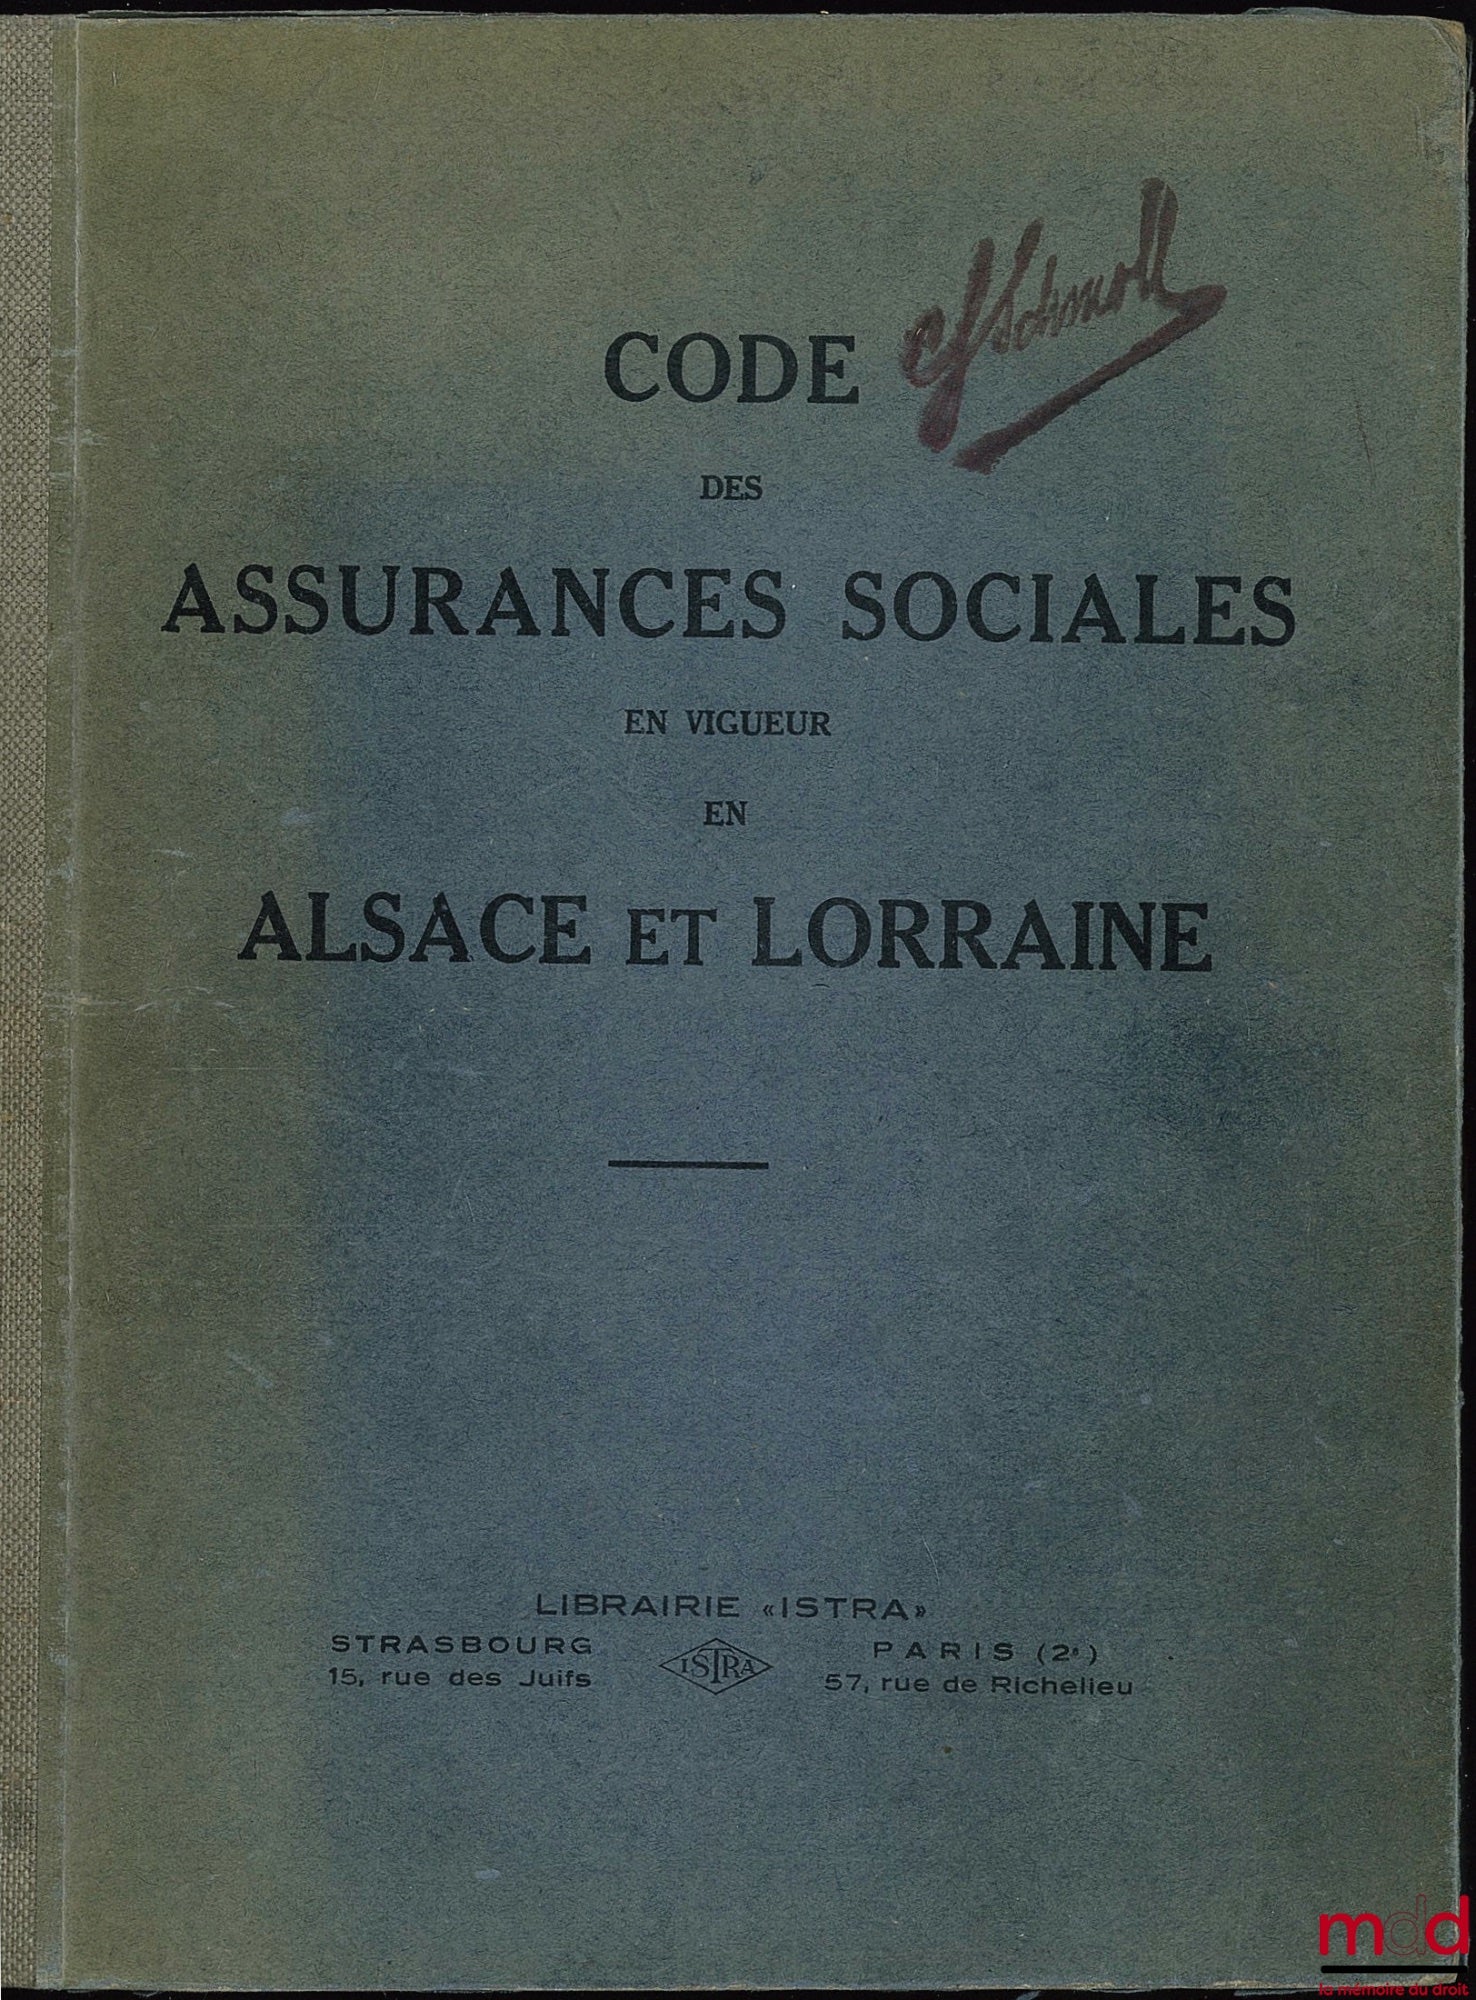 Schmoll
CODE
DES
ASSURANCES SOCIALES
EN VIGUEUR
EN
ALSACE ET LORRAINE
LIBRAIRIE «ISTRA»
STRASBOURG
15, rue des Juifs
ISTRA
PARIS (2e)
57, rue de Richelieu
mdd
la mémoire du droit